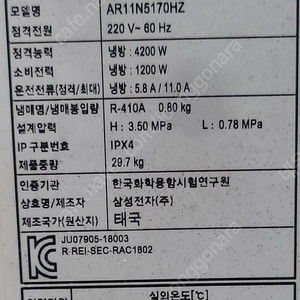 모델명 AR11N5170HZ
정격전원 220 V~ 60 Hz
정격능력 냉방 : 4200 W
소비전력 냉방 : 1200 W
운전전류(정격/최대) 냉방 : 5.8 A / 11.0 A
냉매명/냉매봉입량 R-410A 0.80 kg
설계압력 H : 3.50 MPa L : 0.78 MPa
IP구분번호 IPX4
제품중량 29.7 kg
인증기관 한국화학융합시험연구원
상호명/제조자 삼성전자(주)
제조국가(원산지) 태국
JU07905-18003
R-REI-SEC-RAC1802
실외온도[℃]